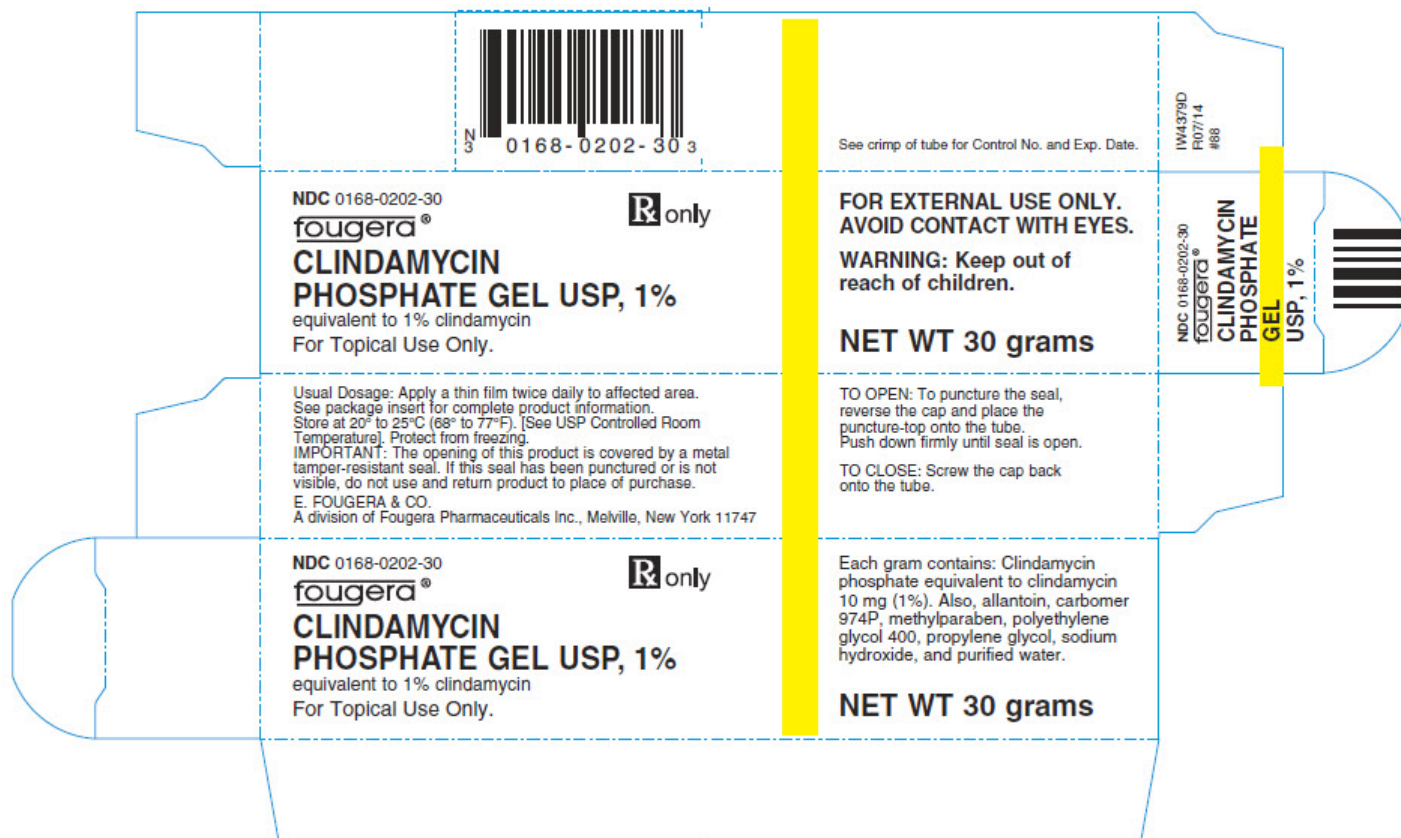 N
3
0168-0202-30 3
See crimp of tube for Control No. and Exp. Date.
IW4379D
R07/14
#88
NDC 0168-0202-30
fougera®
Rx only
CLINDAMYCIN
PHOSPHATE GEL USP, 1%
equivalent to 1% clindamycin
For Topical Use Only.
FOR EXTERNAL USE ONLY.
AVOID CONTACT WITH EYES.
WARNING: Keep out of
reach of children.
NET WT 30 grams
NDC 0168-0202-30
fougera®
CLINDAMYCIN
PHOSPHATE
GEL
USP, 1%
Usual Dosage: Apply a thin film twice daily to affected area.
See package insert for complete product information.
Store at 20° to 25°C (68° to 77°F). [See USP Controlled Room
Temperature]. Protect from freezing.
IMPORTANT: The opening of this product is covered by a metal
tamper-resistant seal. If this seal has been punctured or is not
visible, do not use and return product to place of purchase.
E. FOUGERA & CO.
A division of Fougera Pharmaceuticals Inc., Melville, New York 11747
TO OPEN: To puncture the seal,
reverse the cap and place the
puncture-top onto the tube.
Push down firmly until seal is open.
TO CLOSE: Screw the cap back
onto the tube.
NDC 0168-0202-30
fougera®
Rx only
CLINDAMYCIN
PHOSPHATE GEL USP, 1%
equivalent to 1% clindamycin
For Topical Use Only.
Each gram contains: Clindamycin
phosphate equivalent to clindamycin
10 mg (1%). Also, allantoin, carbomer
974P, methylparaben, polyethylene
glycol 400, propylene glycol, sodium
hydroxide, and purified water.
NET WT 30 grams